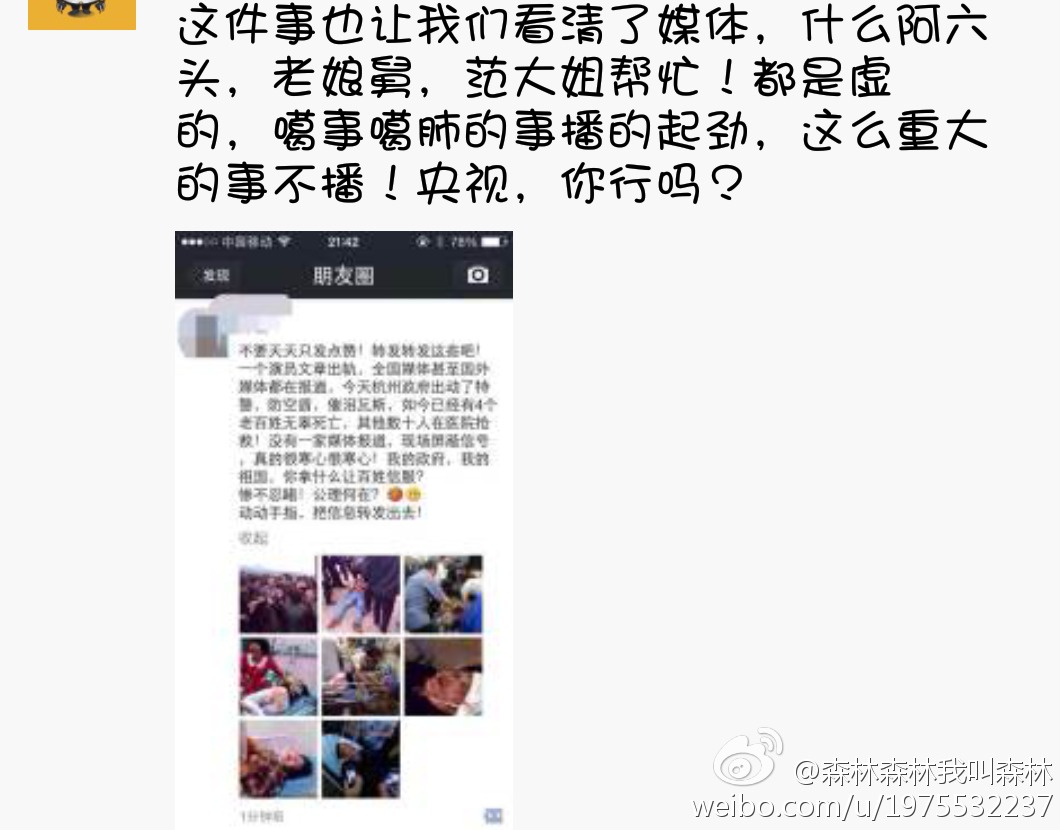 这件事也让我们看清了媒体，什么阿六
头，老娘舅，范大姐帮忙！都是虚
的，噶事噶肺的事播的起劲，这么重大
的事不播！央视，你行吗？
中国移动 21:42 78%
发现 朋友圈
不要天天只发点赞！转发转发这些吧！
一个演员文章出轨，全国媒体甚至国外
媒体都在报道，今天杭州政府出动了特
警，防空盾，催泪瓦斯，如今已经有4个
老百姓无辜死亡，其他数十人在医院抢
救！没有一家媒体报道，现场屏蔽信号
，真的很寒心很寒心！我的政府，我的
祖国，你拿什么让百姓信服？
惨不忍睹！公理何在？
动动手指，把信息转发出去！
收起
1分钟前
@森林森林我叫森林
weibo.com/u/1975532237